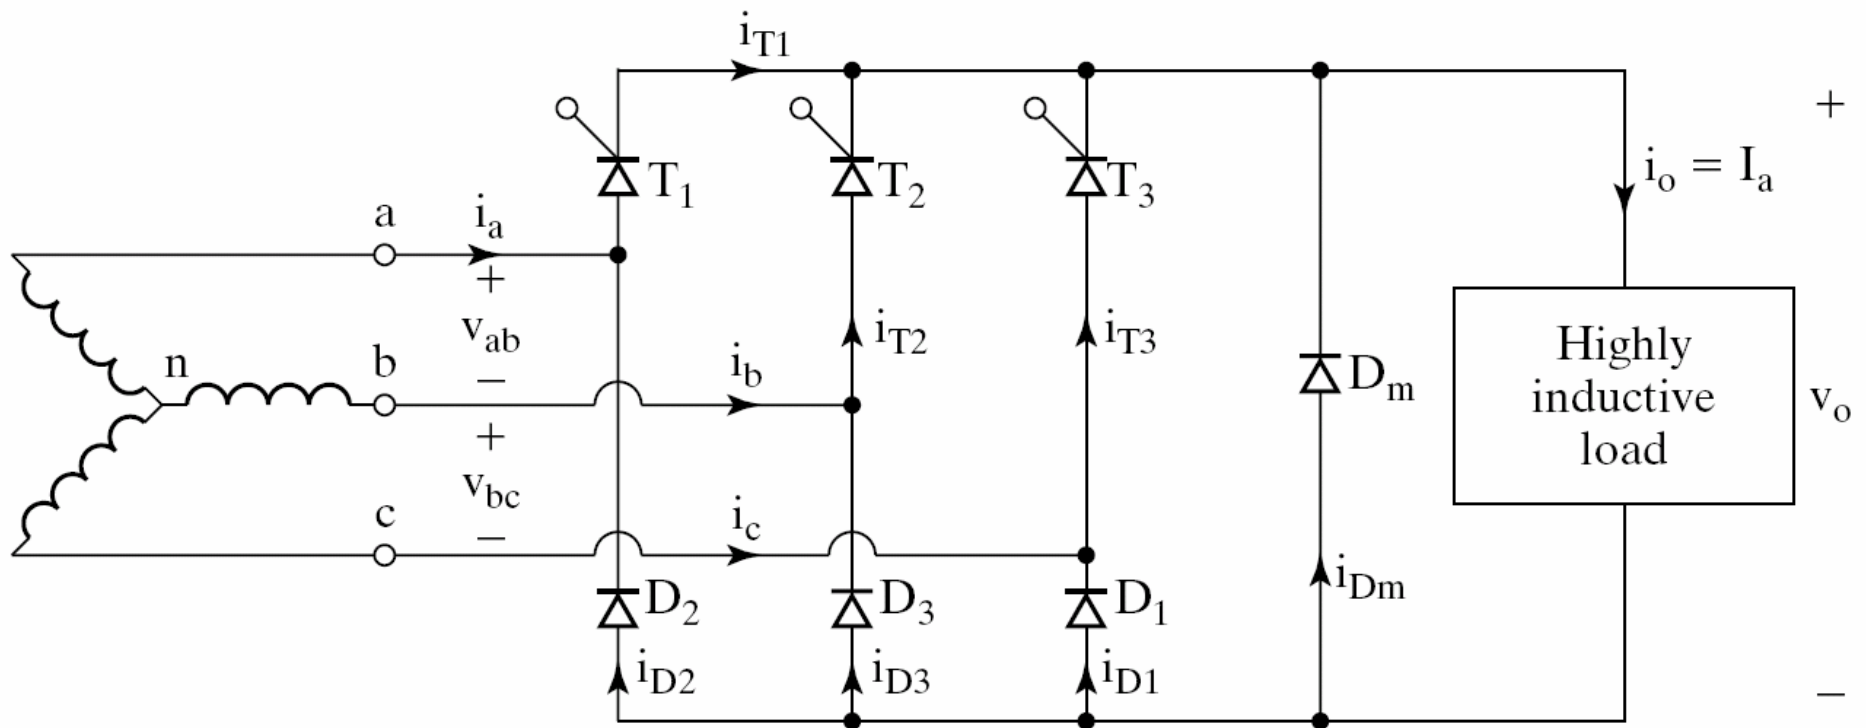 i_T1
+
T_1
T_2
T_3
i_o = I_a
a
i_a
+
v_ab
i_T2
i_T3
n
b
−
i_b
D_m
Highly
inductive
load
v_o
+
v_bc
c
−
i_c
D_2
D_3
D_1
i_Dm
i_D2
i_D3
i_D1
−